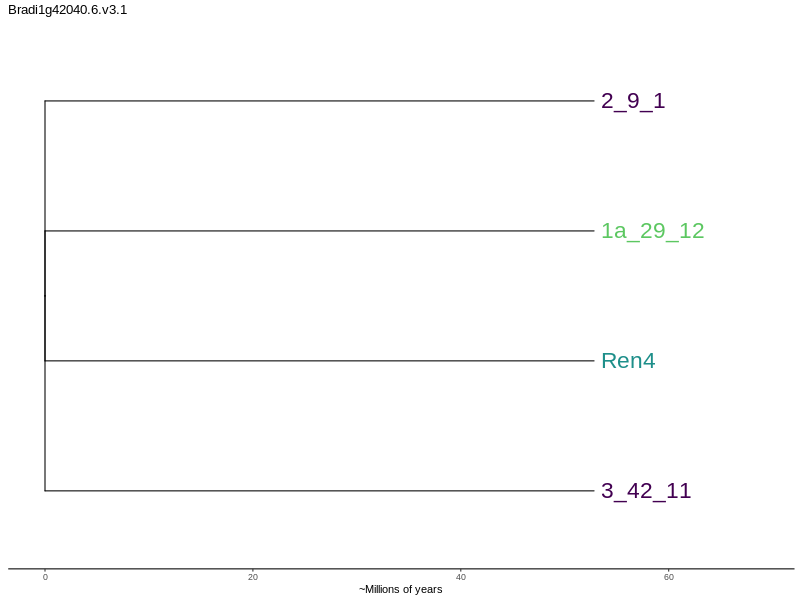 Bradi1g42040.6.v3.1
2_9_1
1a_29_12
Ren4
3_42_11
0 20 40 60
~Millions of years